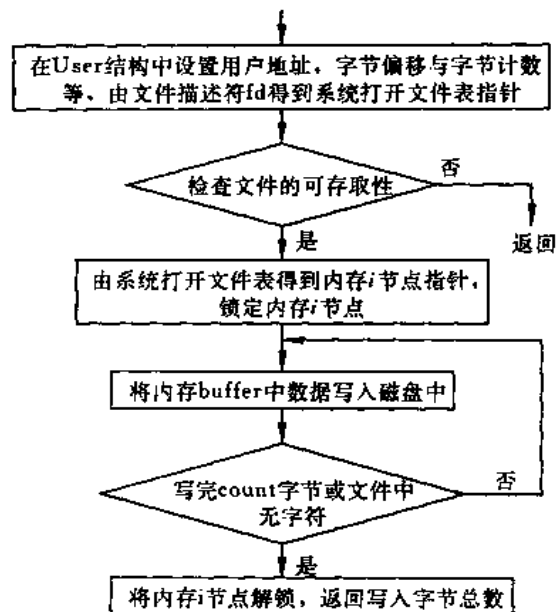 在User结构中设置用户地址，字节偏移与字节计数
等，由文件描述符fd得到系统打开文件表指针
检查文件的可存取性
否
返回
是
由系统打开文件表得到内存i节点指针，
锁定内存i节点
将内存buffer中数据写入磁盘中
写完count字节或文件中
无字符
否
是
将内存i节点解锁，返回写入字节总数